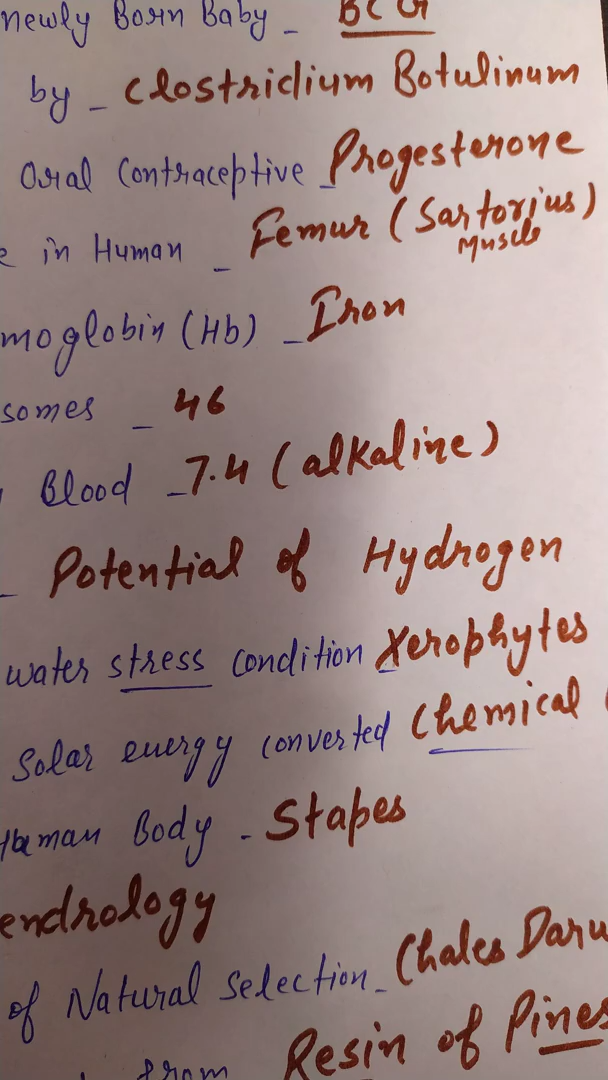 newly Born Baby - BCG
by - Clostridium Botulinum
Oral Contraceptive - Progesterone
e in Human - Femur (Sartorius)
Muscle
moglobin (Hb) - Iron
somes - 46
Blood - 7.4 (alkaline)
- Potential of Hydrogen
water stress condition - Xerophytes
Solar energy converted Chemical
Human Body - Stapes
endrology
of Natural Selection - Chales Darw
from Resin of Pines